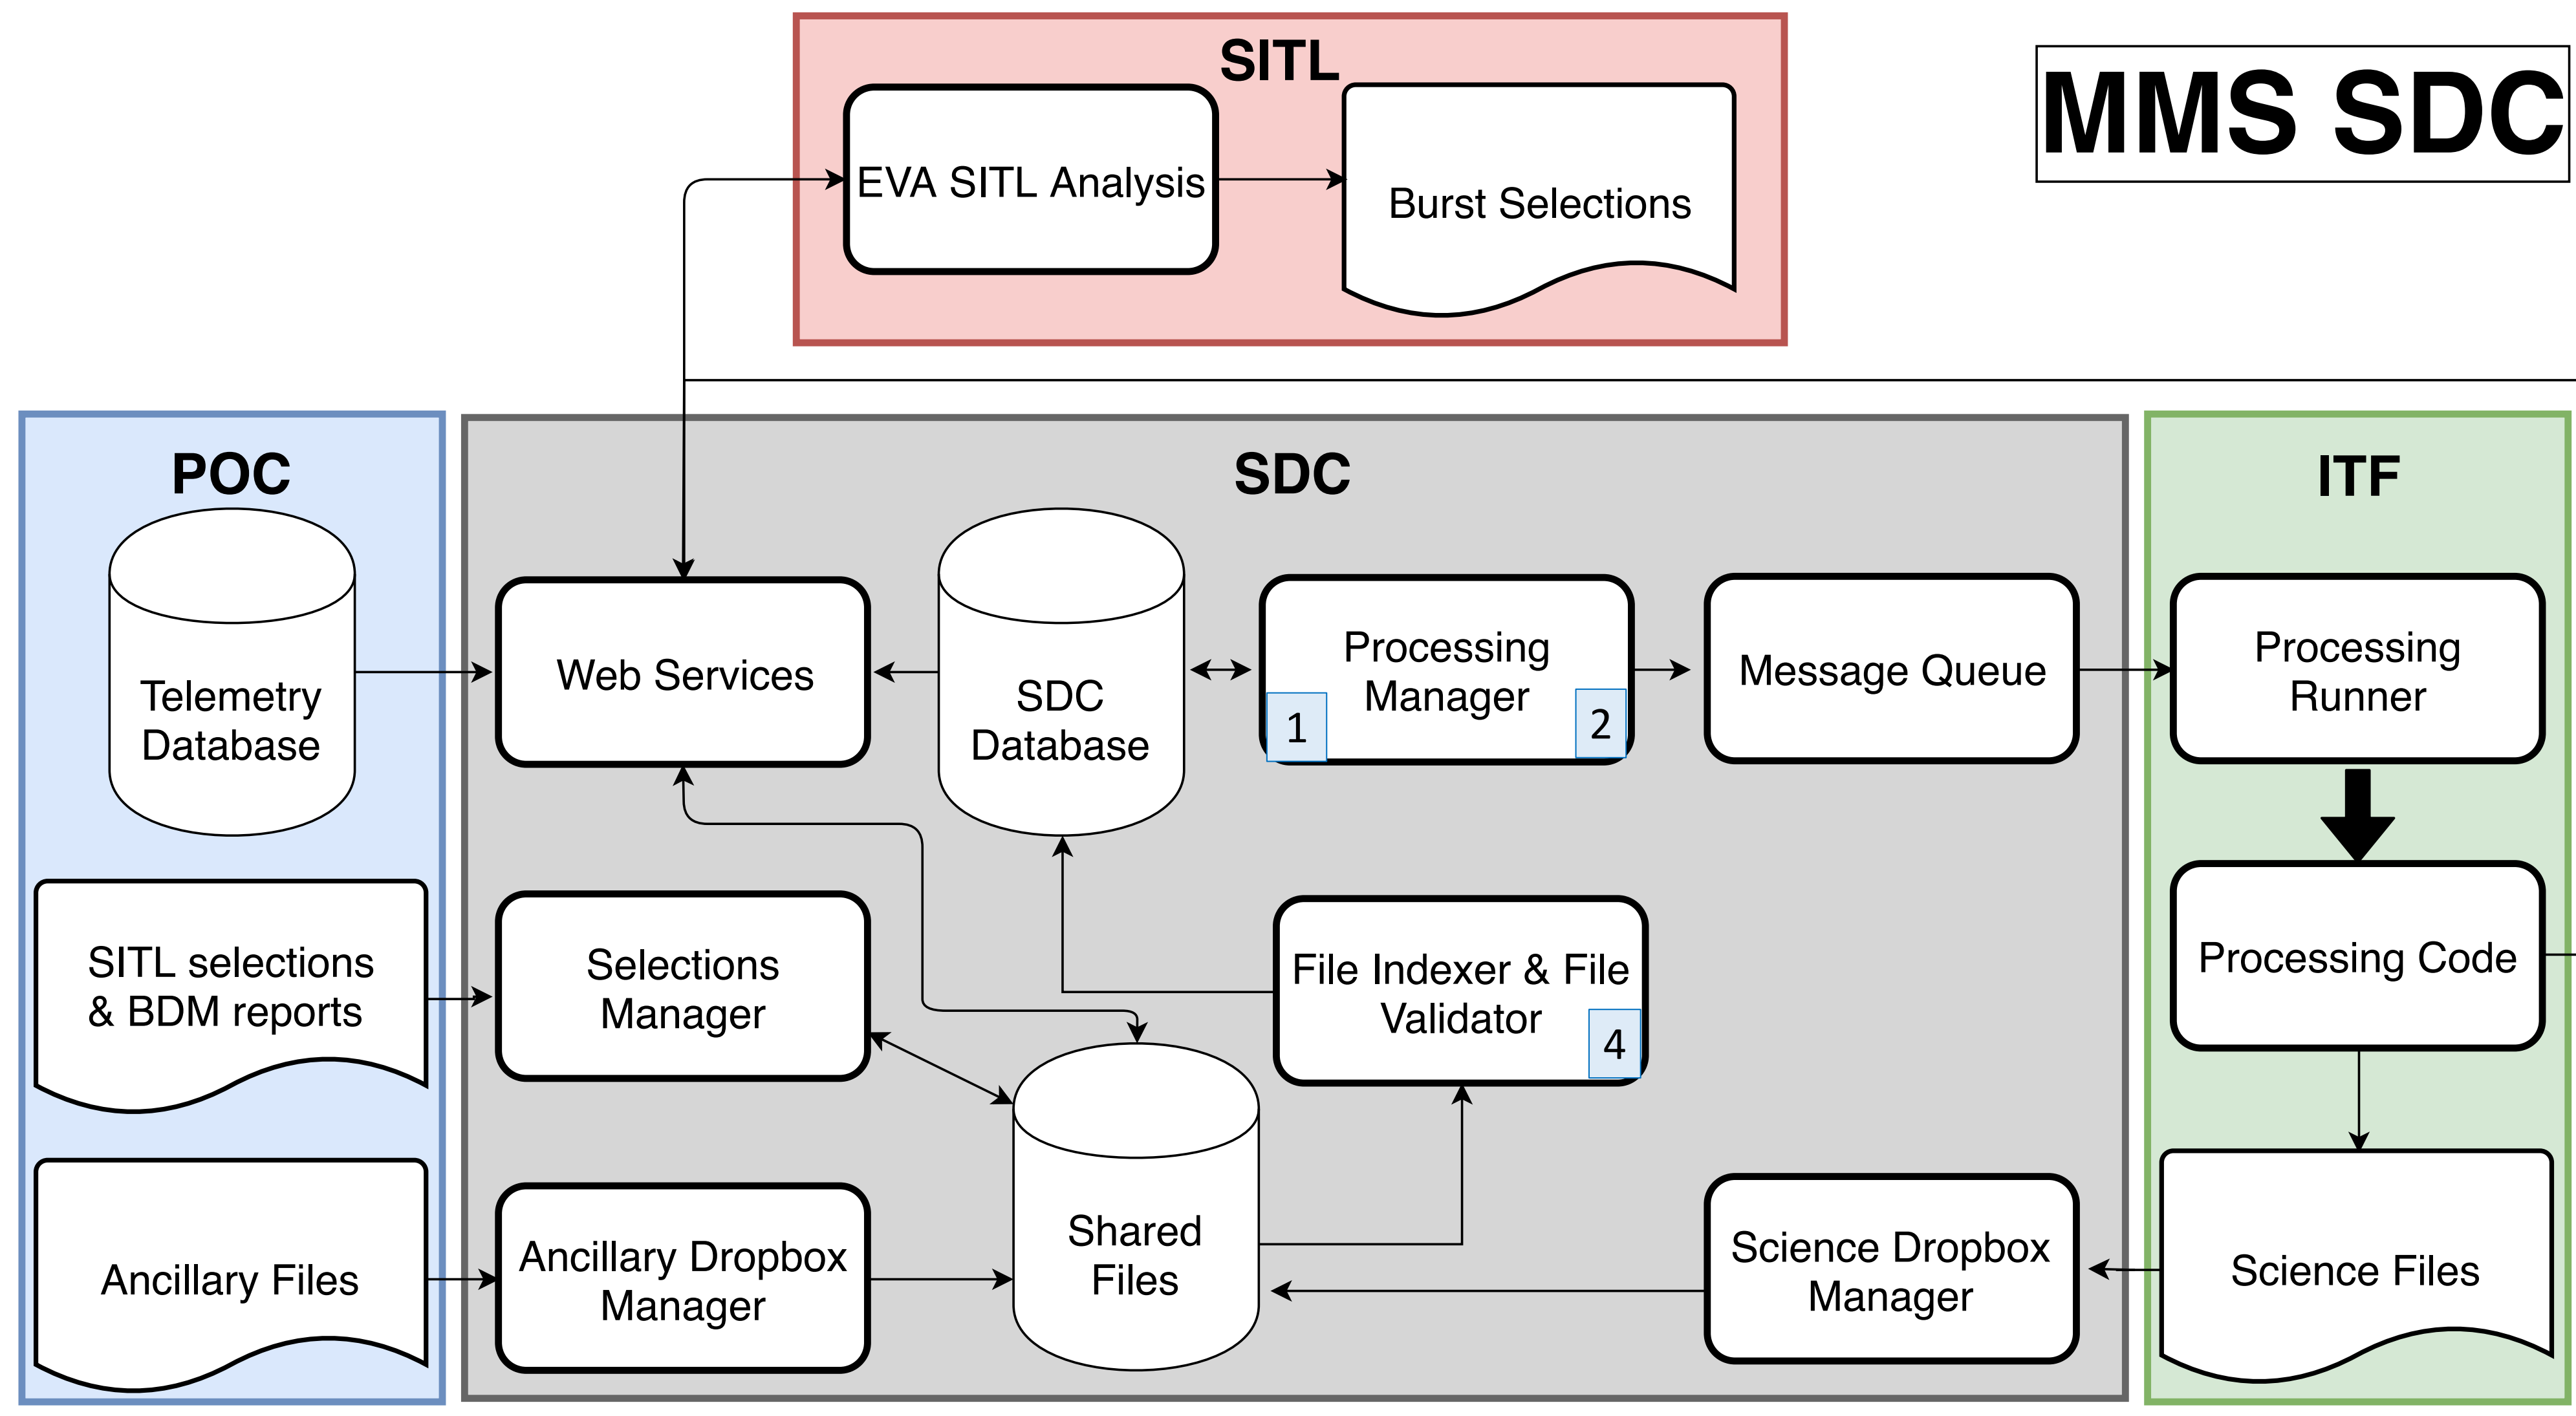 SITL
MMS SDC
EVA SITL Analysis
Burst Selections
POC
SDC
ITF
Telemetry
Database
Web Services
SDC
Database
Processing
Manager
1
2
Message Queue
Processing
Runner
SITL selections
& BDM reports
Selections
Manager
File Indexer & File
Validator
4
Processing Code
Ancillary Files
Ancillary Dropbox
Manager
Shared
Files
Science Dropbox
Manager
Science Files